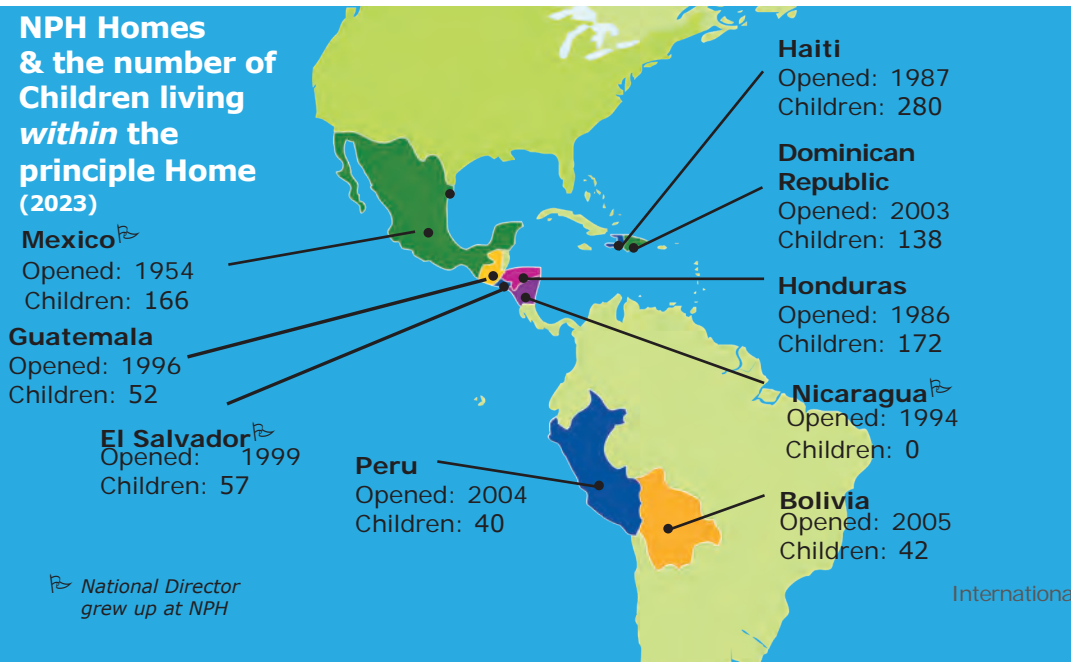 NPH Homes
& the number of
Children living
within the
principle Home
(2023)
Mexico
Opened: 1954
Children: 166
Guatemala
Opened: 1996
Children: 52
El Salvador
Opened: 1999
Children: 57
Peru
Opened: 2004
Children: 40
Haiti
Opened: 1987
Children: 280
Dominican
Republic
Opened: 2003
Children: 138
Honduras
Opened: 1986
Children: 172
Nicaragua
Opened: 1994
Children: 0
Bolivia
Opened: 2005
Children: 42
National Director
grew up at NPH
Internationa